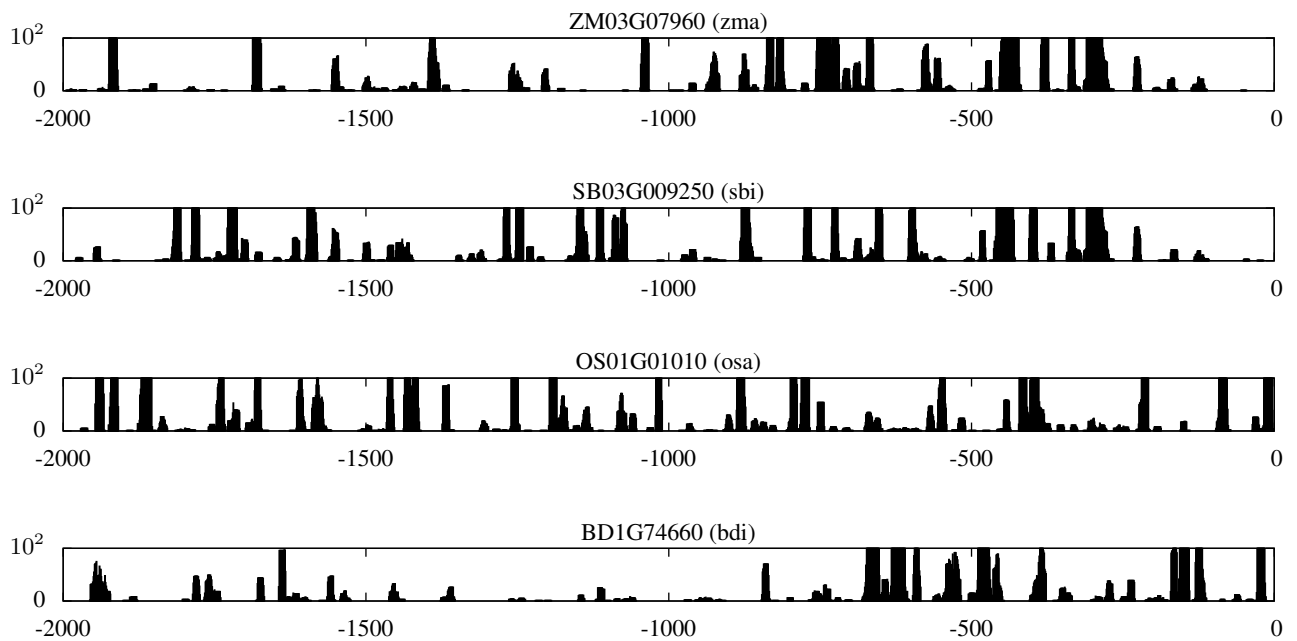 ZM03G07960 (zma)
10²
0
-2000 -1500 -1000 -500 0
SB03G009250 (sbi)
10²
0
-2000 -1500 -1000 -500 0
OS01G01010 (osa)
10²
0
-2000 -1500 -1000 -500 0
BD1G74660 (bdi)
10²
0
-2000 -1500 -1000 -500 0